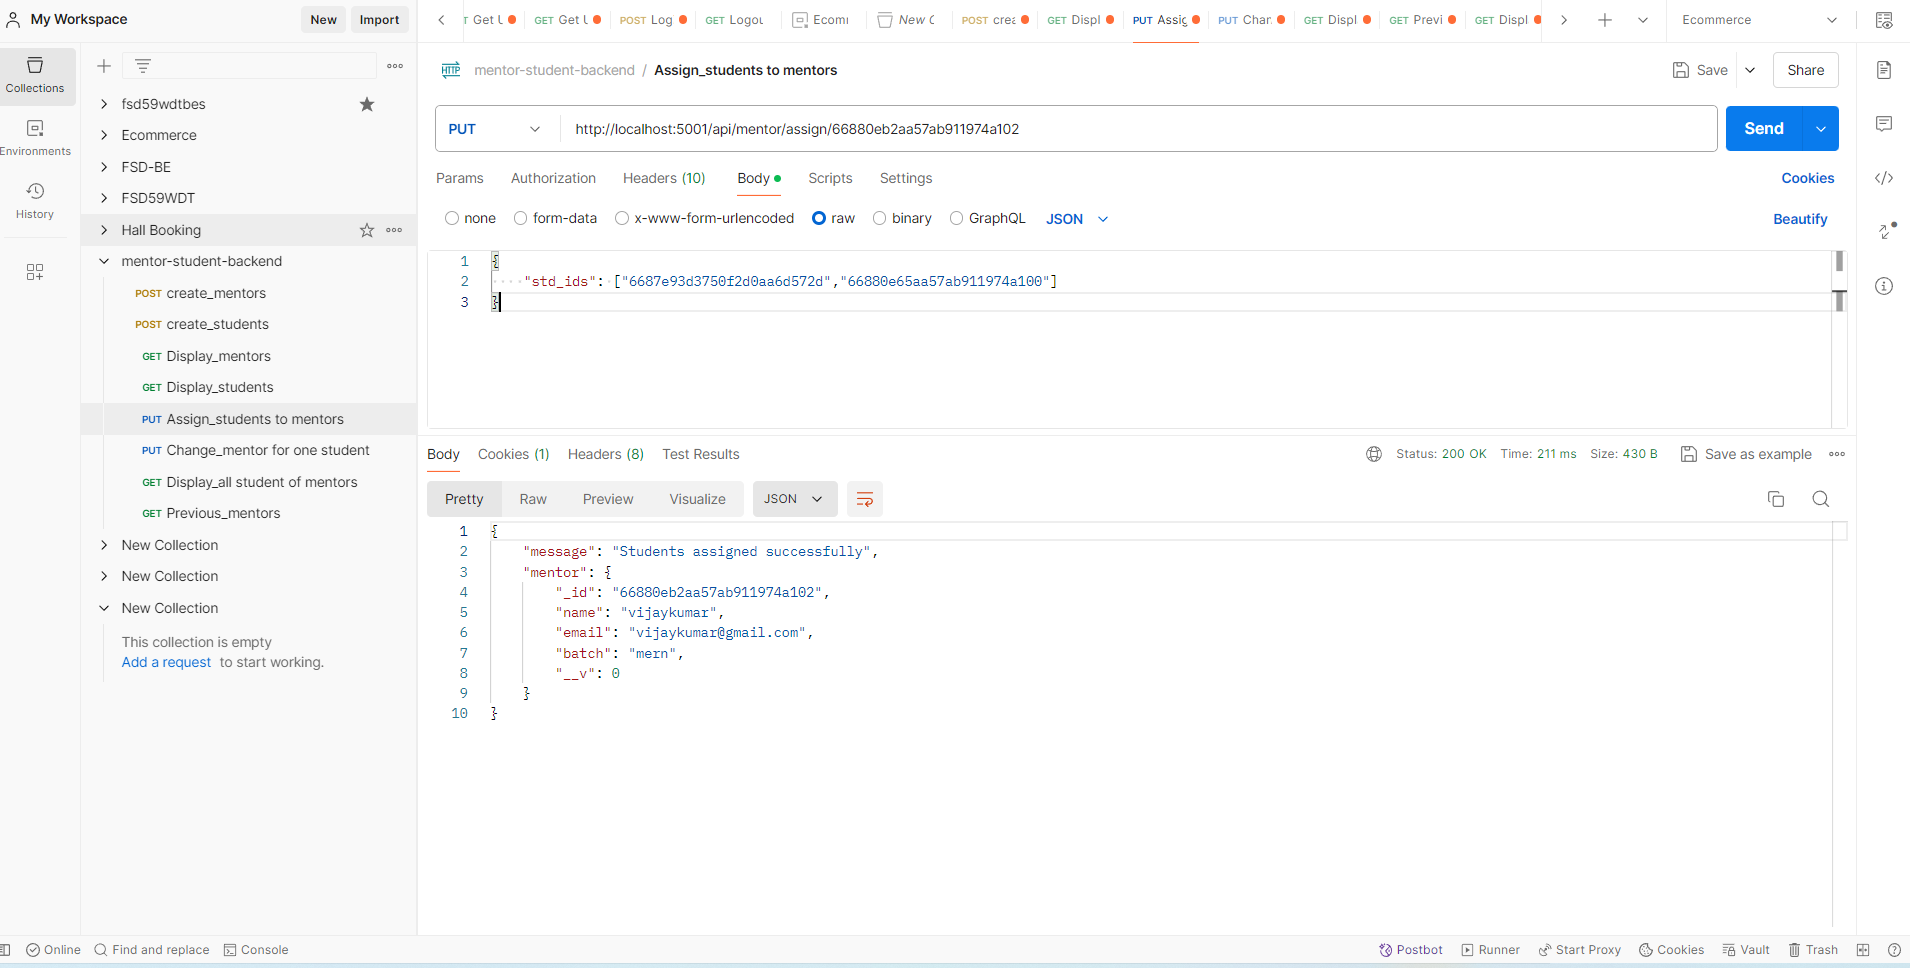 My Workspace
New
Import
Get
GET Get
POST Log
GET Logou
Ecomm
New C
POST crea
GET Displ
PUT Assig
PUT Chan
GET Displ
GET Previ
GET Displ
Ecommerce
Collections
Environments
History
fsd59wdtbes
Ecommerce
FSD-BE
FSD59WDT
Hall Booking
mentor-student-backend
POST create_mentors
POST create_students
GET Display_mentors
GET Display_students
PUT Assign_students to mentors
PUT Change_mentor for one student
GET Display_all student of mentors
GET Previous_mentors
New Collection
New Collection
New Collection
This collection is empty
Add a request to start working.
HTTP mentor-student-backend / Assign_students to mentors
Save
Share
PUT http://localhost:5001/api/mentor/assign/66880eb2aa57ab911974a102
Send
Params Authorization Headers (10) Body Scripts Settings
Cookies
none form-data x-www-form-urlencoded raw binary GraphQL JSON
Beautify
1 {
2 "std_ids": ["6687e93d3750f2d0aa6d572d","66880e65aa57ab911974a100"]
3 }
Body Cookies (1) Headers (8) Test Results
Status: 200 OK Time: 211 ms Size: 430 B Save as example
Pretty Raw Preview Visualize JSON
1 {
2 "message": "Students assigned successfully",
3 "mentor": {
4 "_id": "66880eb2aa57ab911974a102",
5 "name": "vijaykumar",
6 "email": "vijaykumar@gmail.com",
7 "batch": "mern",
8 "__v": 0
9 }
10 }
Online Find and replace Console
Postbot Runner Start Proxy Cookies Vault Trash